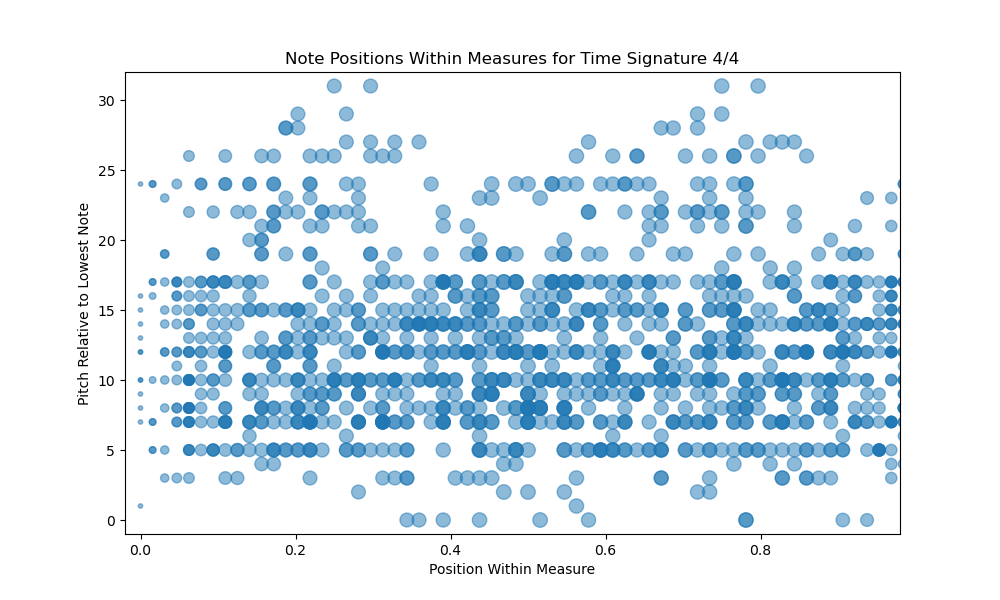 Note Positions Within Measures for Time Signature 4/4
30
25
20
15
10
5
0
Pitch Relative to Lowest Note
0.0 0.2 0.4 0.6 0.8
Position Within Measure